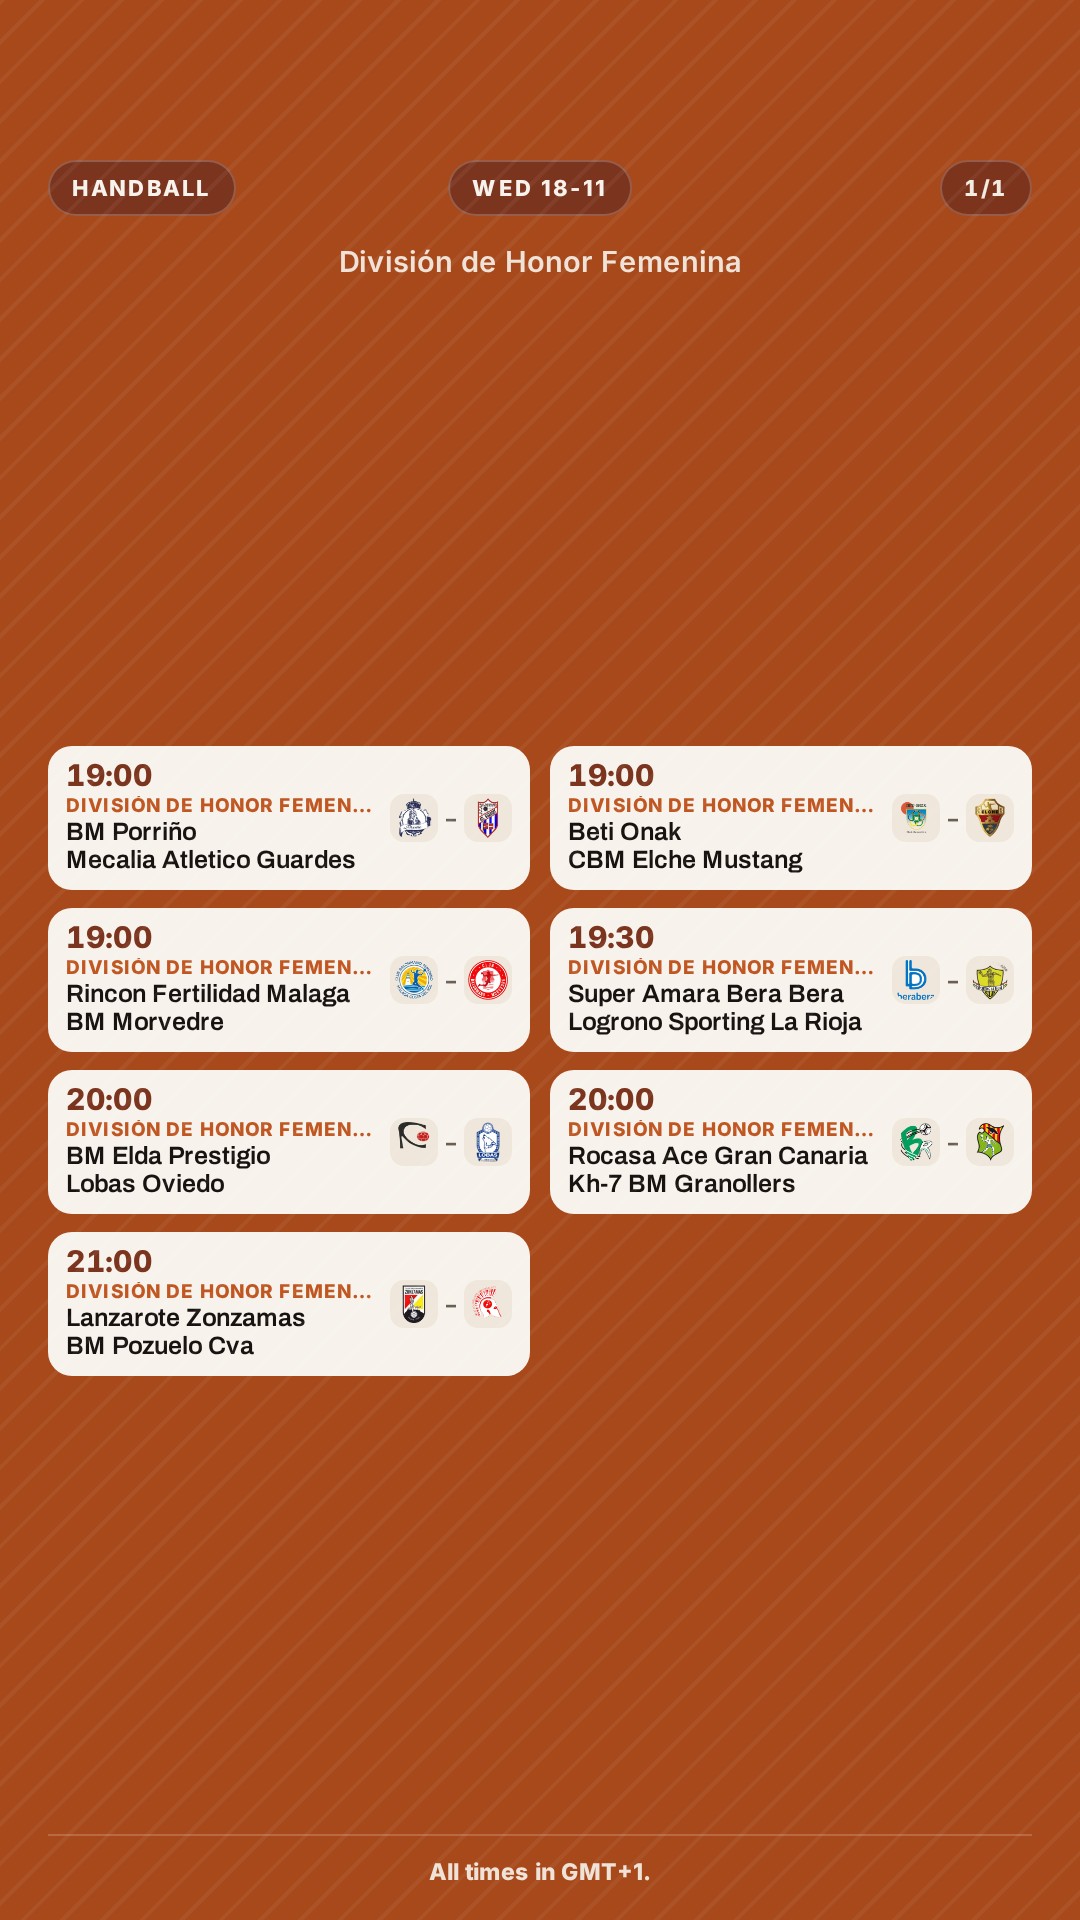 HANDBALL
WED 18-11
1/1
División de Honor Femenina
19:00
DIVISIÓN DE HONOR FEMEN...
BM Porriño
Mecalia Atletico Guardes
-
19:00
DIVISIÓN DE HONOR FEMEN...
Beti Onak
CBM Elche Mustang
-
19:00
DIVISIÓN DE HONOR FEMEN...
Rincon Fertilidad Malaga
BM Morvedre
-
19:30
DIVISIÓN DE HONOR FEMEN...
Super Amara Bera Bera
Logrono Sporting La Rioja
berabera
-
20:00
DIVISIÓN DE HONOR FEMEN...
BM Elda Prestigio
Lobas Oviedo
-
LOBAS
20:00
DIVISIÓN DE HONOR FEMEN...
Rocasa Ace Gran Canaria
Kh-7 BM Granollers
-
21:00
DIVISIÓN DE HONOR FEMEN...
Lanzarote Zonzamas
BM Pozuelo Cva
ZONZAMAS
-
All times in GMT+1.